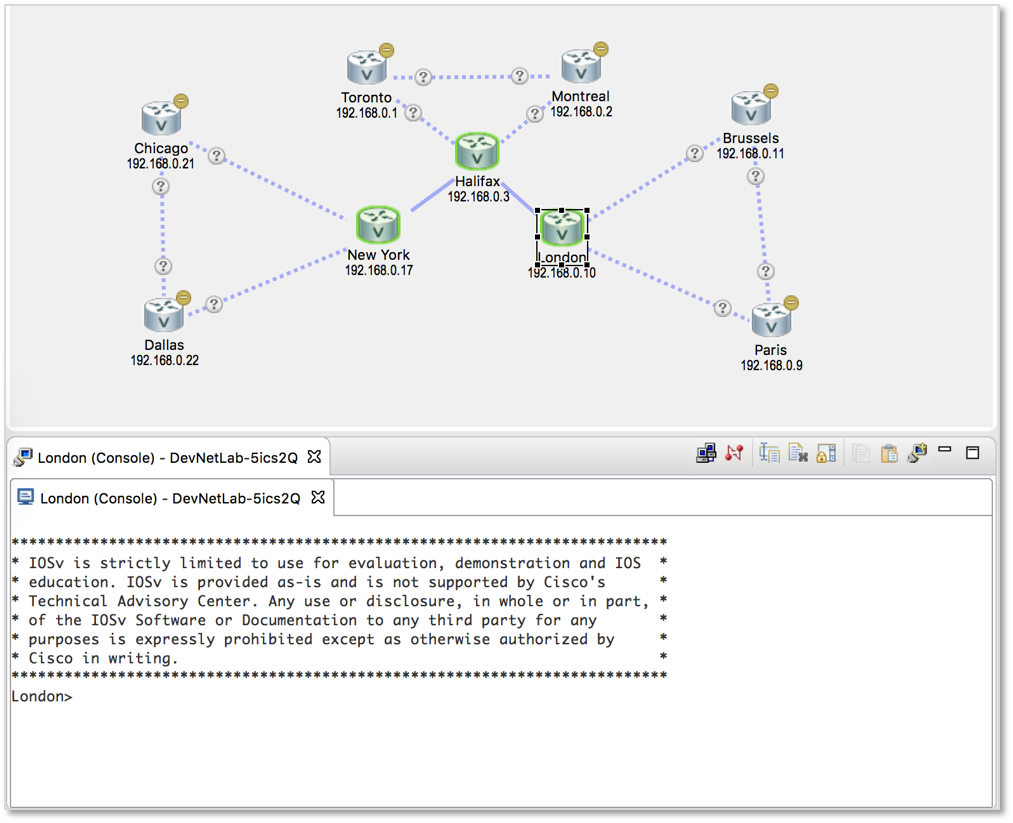 Toronto
192.168.0.1
Montreal
192.168.0.2
Chicago
192.168.0.21
Brussels
192.168.0.11
Halifax
192.168.0.3
New York
192.168.0.17
London
192.168.0.10
Dallas
192.168.0.22
Paris
192.168.0.9
London (Console) - DevNetLab-5ics2Q
London (Console) - DevNetLab-5ics2Q
**************************************************************************
* IOSv is strictly limited to use for evaluation, demonstration and IOS  *
* education. IOSv is provided as-is and is not supported by Cisco's      *
* Technical Advisory Center. Any use or disclosure, in whole or in part, *
* of the IOSv Software or Documentation to any third party for any       *
* purposes is expressly prohibited except as otherwise authorized by     *
* Cisco in writing.                                                      *
**************************************************************************
London>